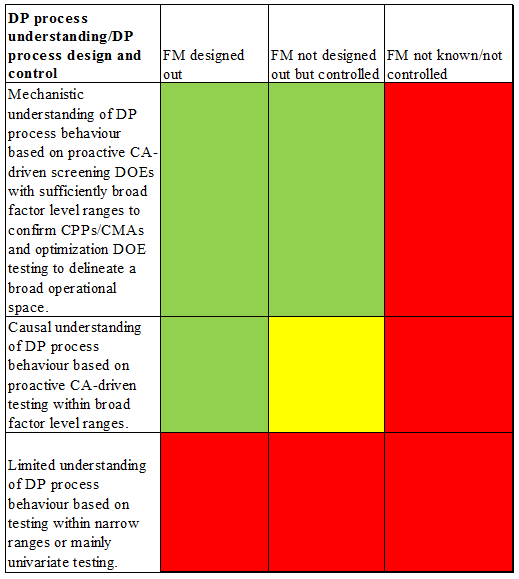 DP process
understanding/DP
process design and
control
FM designed
out
FM not designed
out but controlled
FM not known/not
controlled
Mechanistic
understanding of DP
process behaviour
based on proactive CA-
driven screening DOEs
with sufficiently broad
factor level ranges to
confirm CPPs/CMAs
and optimization DOE
testing to delineate a
broad operational
space.
Causal understanding
of DP process
behaviour based on
proactive CA-driven
testing within broad
factor level ranges.
Limited understanding
of DP process
behaviour based on
testing within narrow
ranges or mainly
univariate testing.